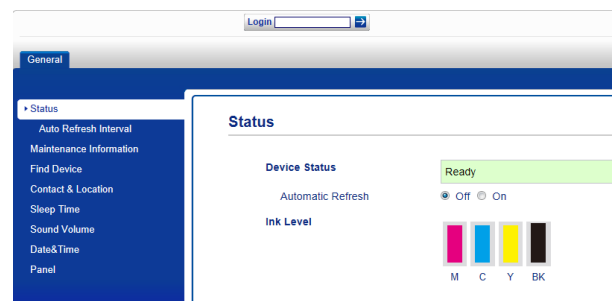 Login
General
Status
Auto Refresh Interval
Maintenance Information
Find Device
Contact & Location
Sleep Time
Sound Volume
Date&Time
Panel
Status
Device Status
Ready
Automatic Refresh
Off On
Ink Level
M C Y BK